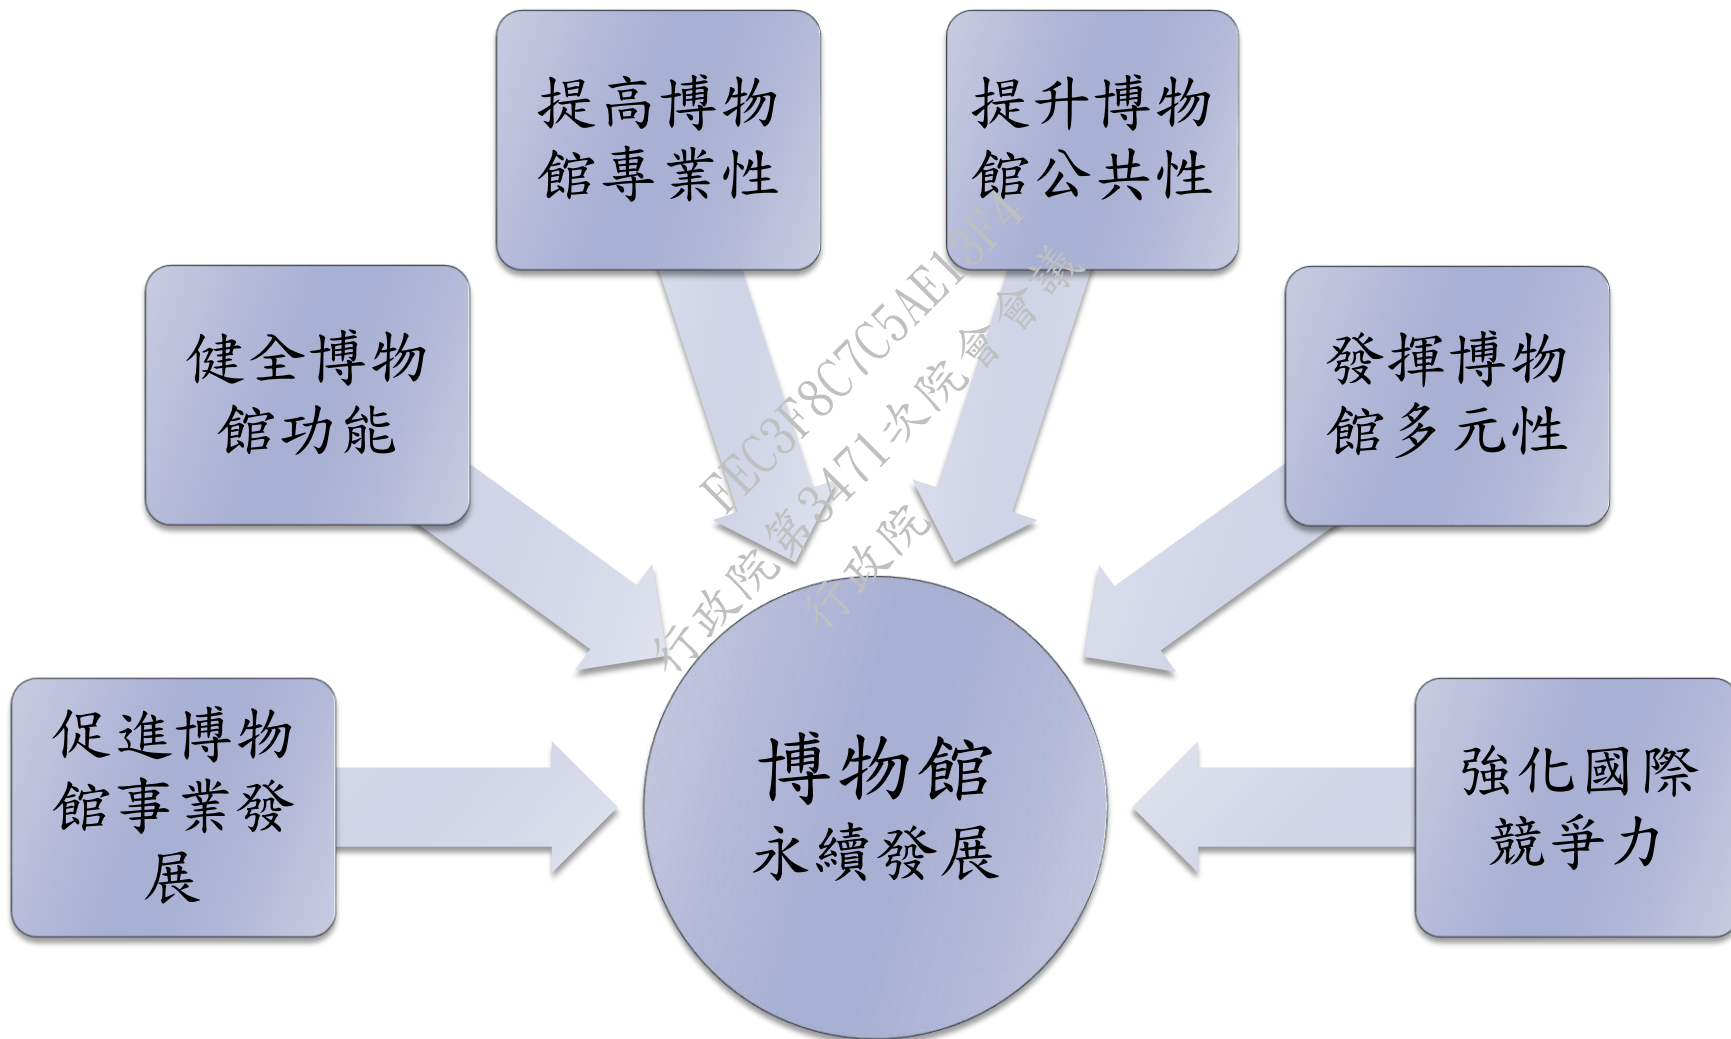 提高博物
館專業性
提升博物
館公共性
健全博物
館功能
發揮博物
館多元性
促進博物
館事業發
展
強化國際
競爭力
博物館
永續發展
FEC3F8C7C5AE13F4
行政院第3471次院會會議
行政院